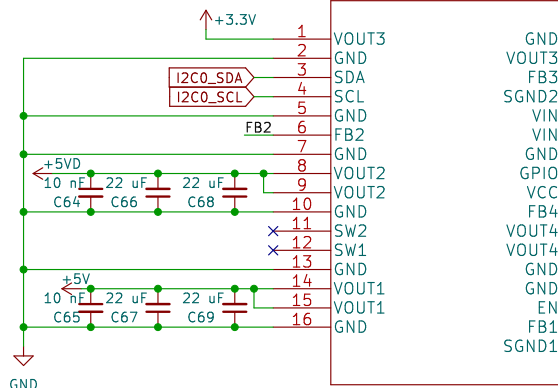 +3.3V
1 VOUT3 GND
2 GND VOUT3
I2C0_SDA 3 SDA FB3
I2C0_SCL 4 SCL SGND2
5 GND VIN
FB2 6 FB2 VIN
7 GND GND
+5VD 8 VOUT2 GPIO
10 nF 22 uF 22 uF 9 VOUT2 VCC
C64 C66 C68 10 GND FB4
11 SW2 VOUT4
12 SW1 VOUT4
13 GND GND
+5V 14 VOUT1 GND
10 nF 22 uF 22 uF 15 VOUT1 EN
C65 C67 C69 16 GND FB1
SGND1
GND